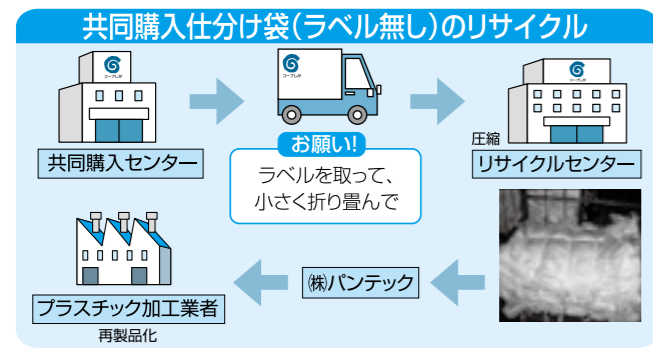 共同購入仕分け袋(ラベル無し)のリサイクル
コープしが
コープしが
コープしが
共同購入センター
お願い!
ラベルを取って、
小さく折り畳んで
圧縮
リサイクルセンター
㈱パンテック
プラスチック加工業者
再製品化